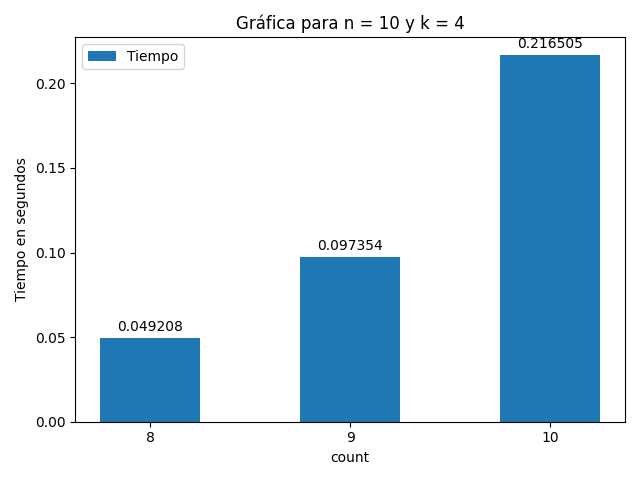 Gráfica para n = 10 y k = 4
Tiempo
0.216505
0.097354
0.049208
Tiempo en segundos
0.20
0.15
0.10
0.05
0.00
8
9
10
count